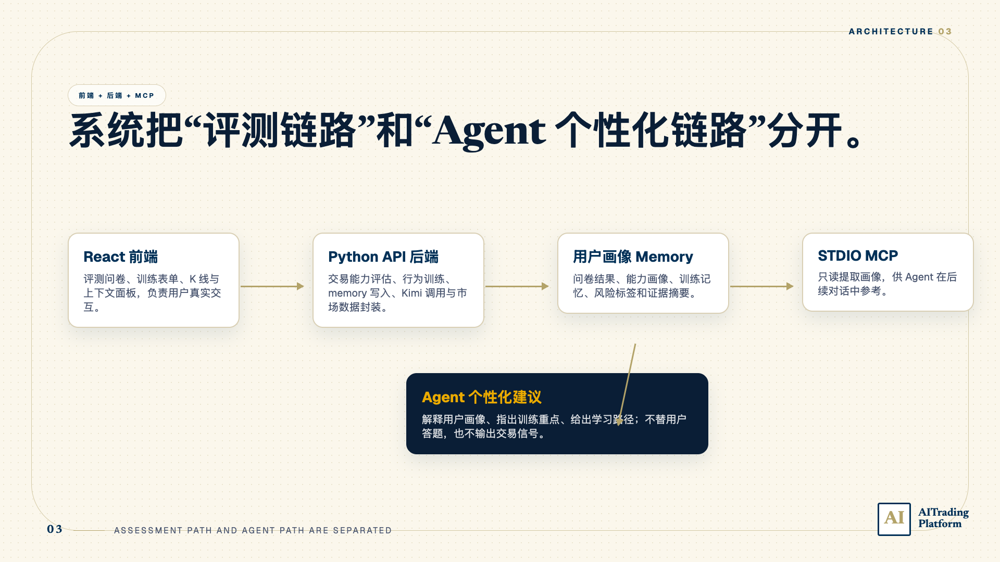 ARCHITECTURE 03
前端 + 后端 + MCP
系统把“评测链路”和“Agent 个性化链路”分开。
React 前端
评测问卷、训练表单、K 线与
上下文面板，负责用户真实交
互。
Python API 后端
交易能力评估、行为训练、
memory 写入、Kimi 调用与市
场数据封装。
用户画像 Memory
问卷结果、能力画像、训练记
忆、风险标签和证据摘要。
STDIO MCP
只读提取画像，供 Agent 在后
续对话中参考。
Agent 个性化建议
解释用户画像、指出训练重点、给出学习路径；不替用户
答题，也不输出交易信号。
03
ASSESSMENT PATH AND AGENT PATH ARE SEPARATED
AI
AITrading
Platform